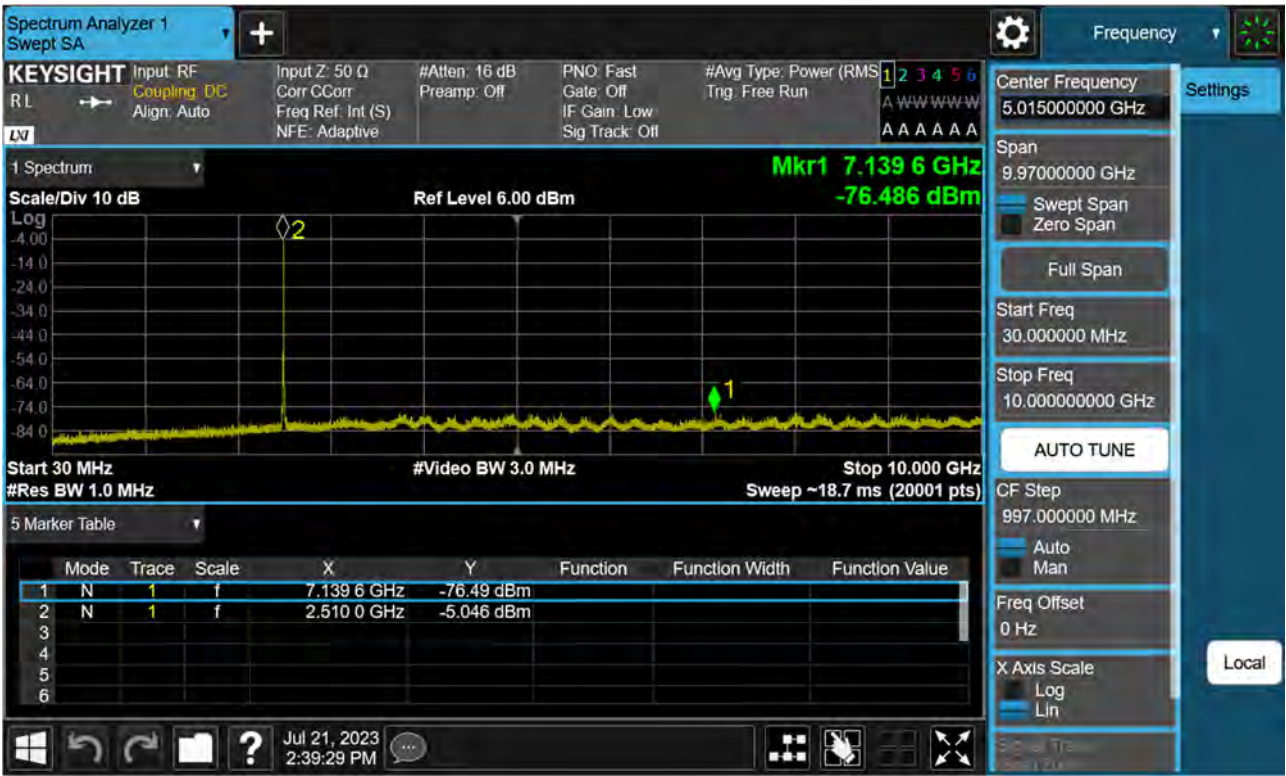 Spectrum Analyzer 1
Swept SA
+
Frequency
KEYSIGHT
R L
LXI
Input: RF
Coupling: DC
Align: Auto
Input Z: 50 Ω
Corr CCorr
Freq Ref: Int (S)
NFE: Adaptive
#Atten: 16 dB
Preamp: Off
PNO: Fast
Gate: Off
IF Gain: Low
Sig Track: Off
#Avg Type: Power (RMS
Trig: Free Run
1 2 3 4 5 6
A W W W W W
A A A A A A
1 Spectrum
Mkr1 7.139 6 GHz
-76.486 dBm
Scale/Div 10 dB
Ref Level 6.00 dBm
Log
-4.00
-14.0
-24.0
-34.0
-44.0
-54.0
-64.0
-74.0
-84.0
2
1
Start 30 MHz
#Video BW 3.0 MHz
Stop 10.000 GHz
#Res BW 1.0 MHz
Sweep ~18.7 ms (20001 pts)
5 Marker Table
Mode Trace Scale X Y Function Function Width Function Value
1 N 1 f 7.139 6 GHz -76.49 dBm
2 N 1 f 2.510 0 GHz -5.046 dBm
3
4
5
6
?
Jul 21, 2023
2:39:29 PM
Center Frequency
5.015000000 GHz
Span
9.97000000 GHz
Swept Span
Zero Span
Full Span
Start Freq
30.000000 MHz
Stop Freq
10.000000000 GHz
AUTO TUNE
CF Step
997.000000 MHz
Auto
Man
Freq Offset
0 Hz
X Axis Scale
Log
Lin
Settings
Local